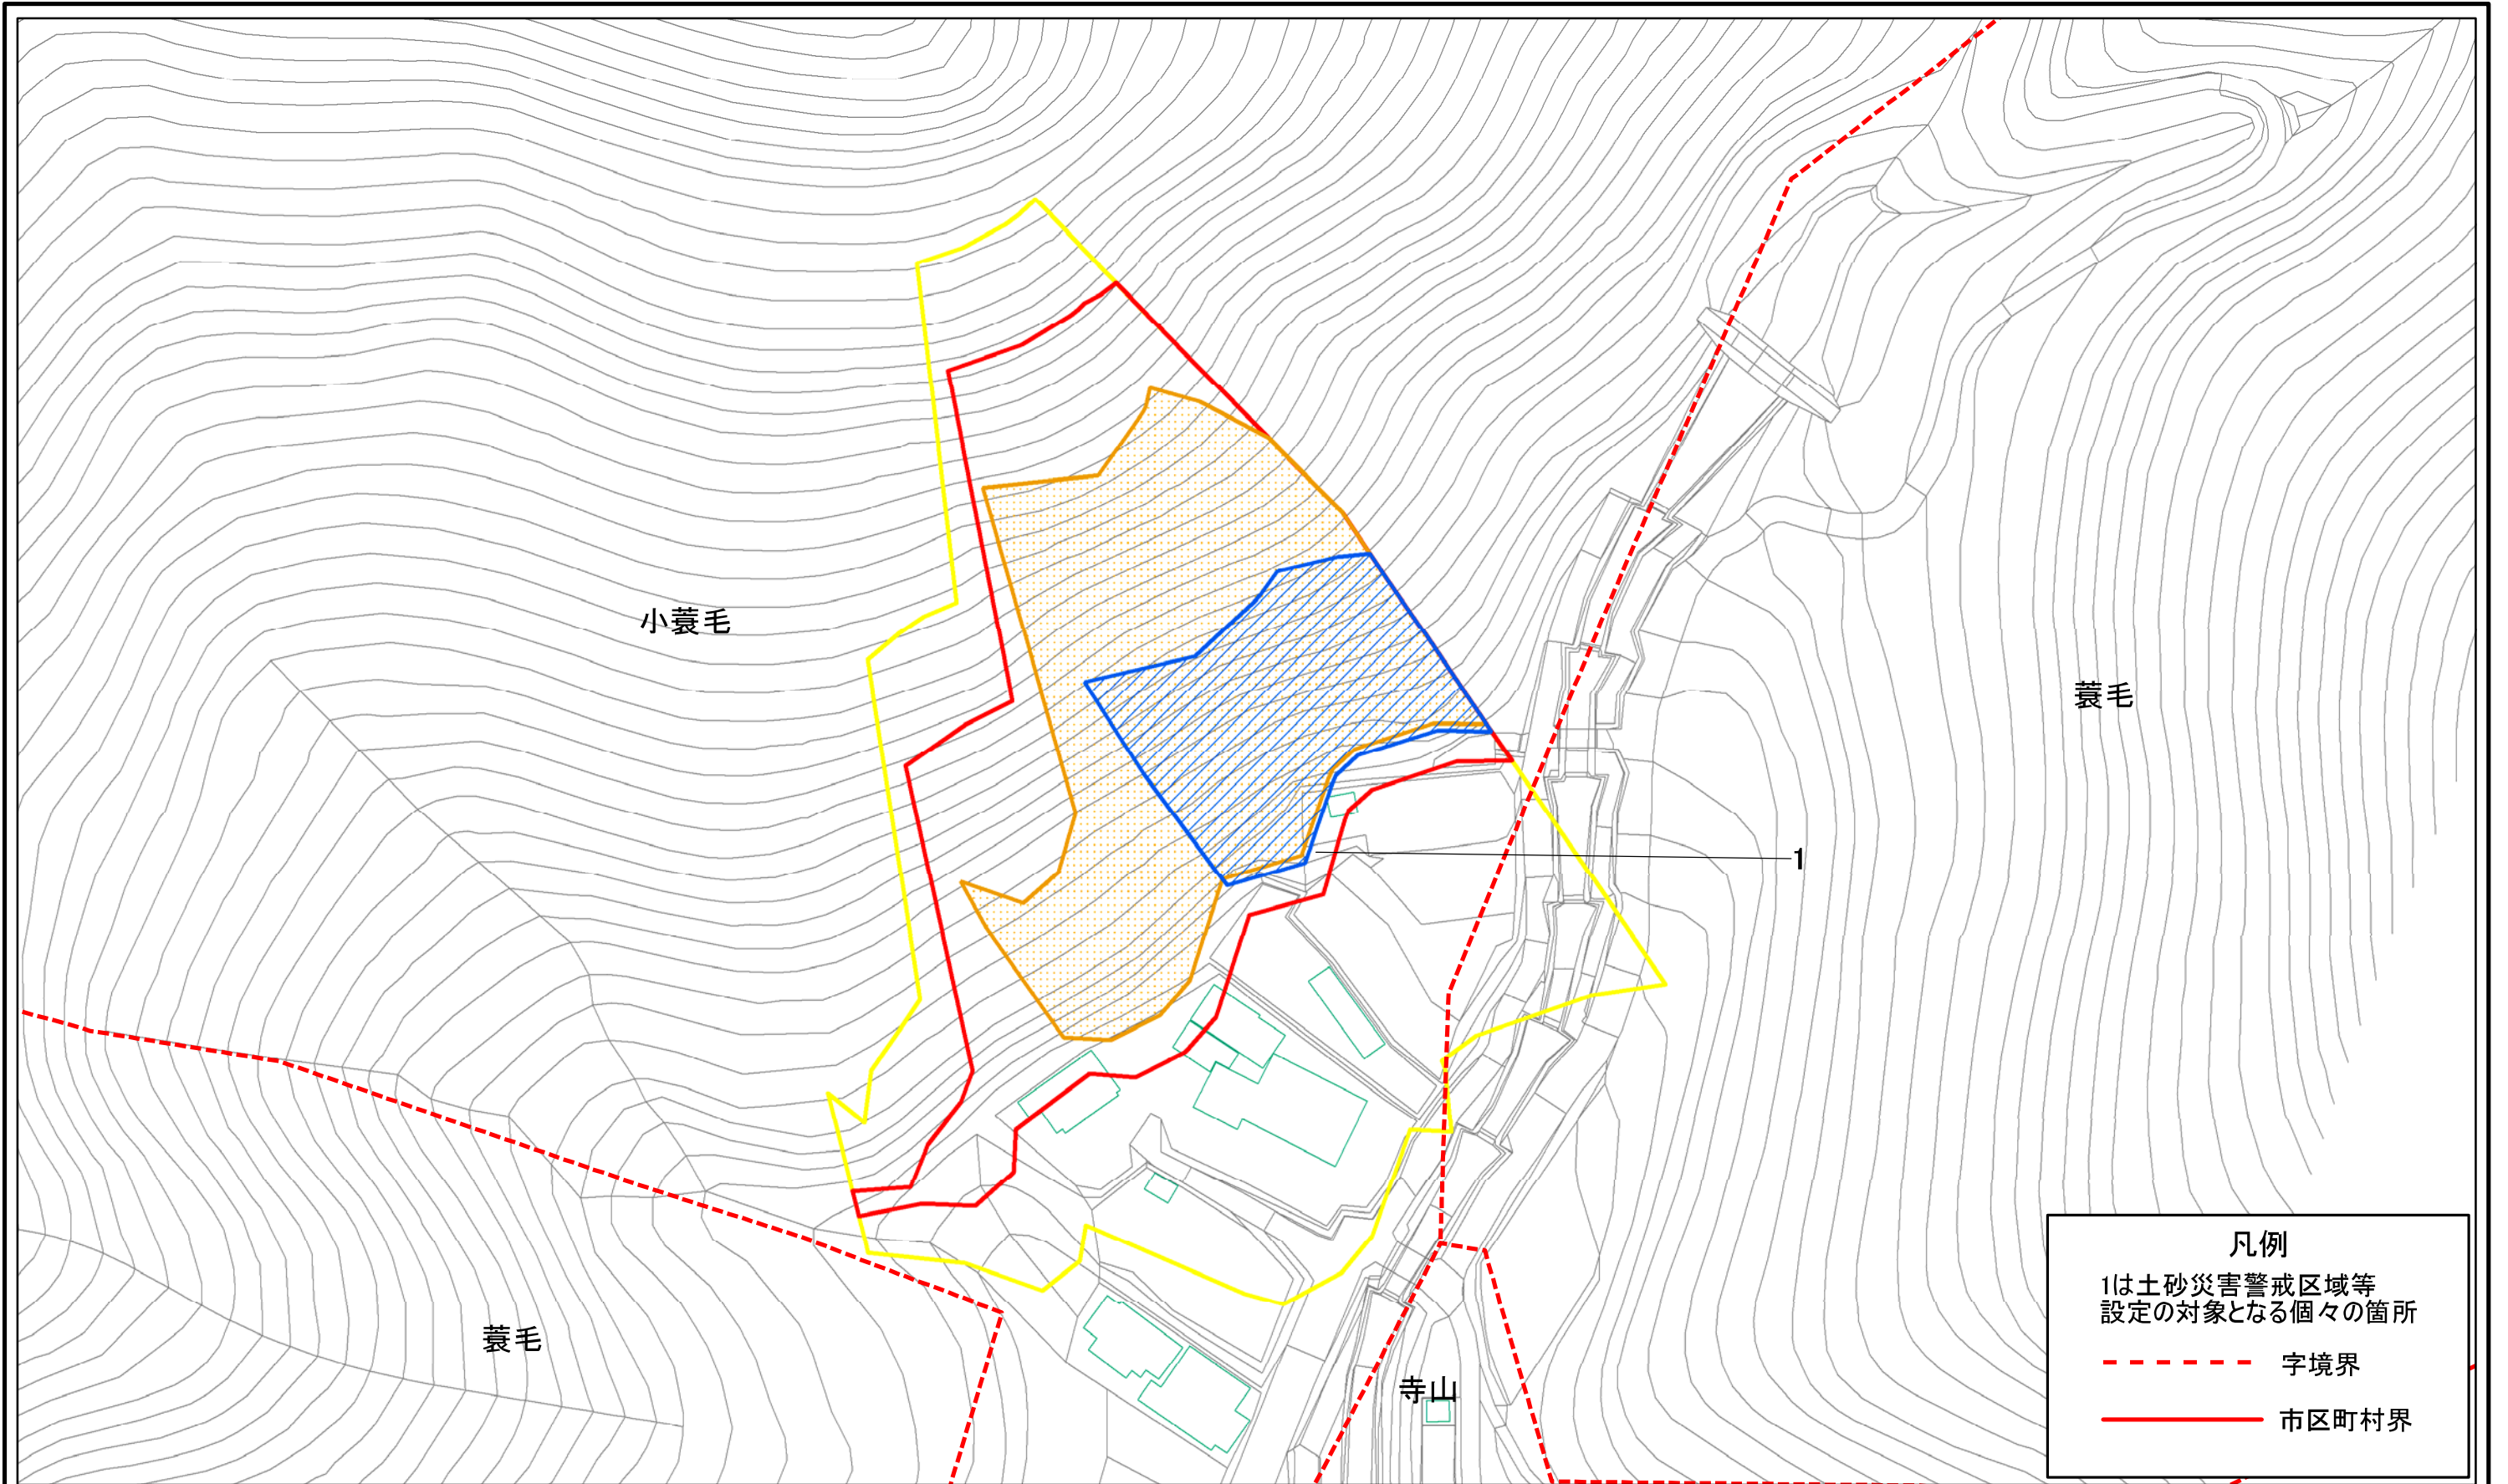 小蓑毛
蓑毛
1
蓑毛
寺山
凡例
1は土砂災害警戒区域等
設定の対象となる個々の箇所
字境界
市区町村界